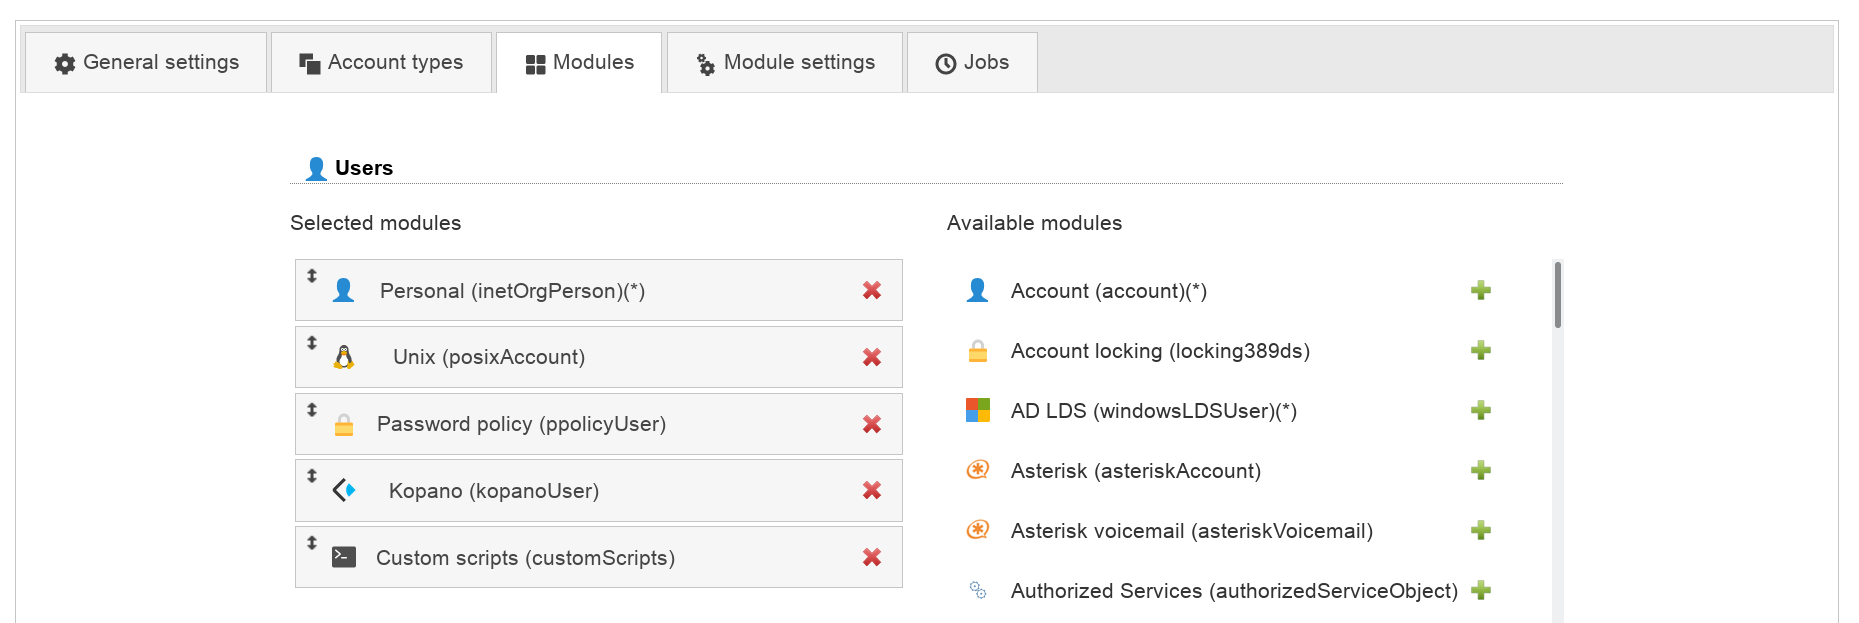 General settings
Account types
Modules
Module settings
Jobs
Users
Selected modules
Personal (inetOrgPerson)(*)
Unix (posixAccount)
Password policy (ppolicyUser)
Kopano (kopanoUser)
Custom scripts (customScripts)
Available modules
Account (account)(*)
Account locking (locking389ds)
AD LDS (windowsLDSUser)(*)
Asterisk (asteriskAccount)
Asterisk voicemail (asteriskVoicemail)
Authorized Services (authorizedServiceObject)